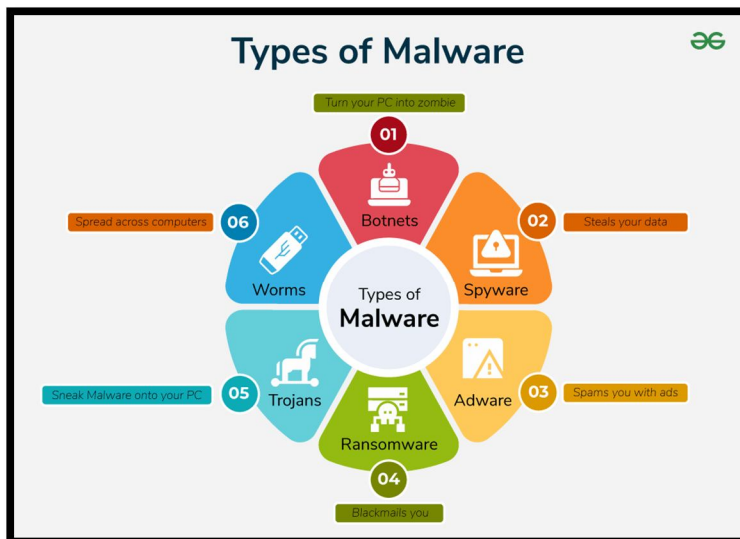 Types of Malware
Turn your PC into zombie
01
Botnets
02
Steals your data
Spyware
03
Spams you with ads
Adware
04
Blackmails you
Ransomware
05
Sneak Malware onto your PC
Trojans
06
Spread across computers
Worms
Types of
Malware